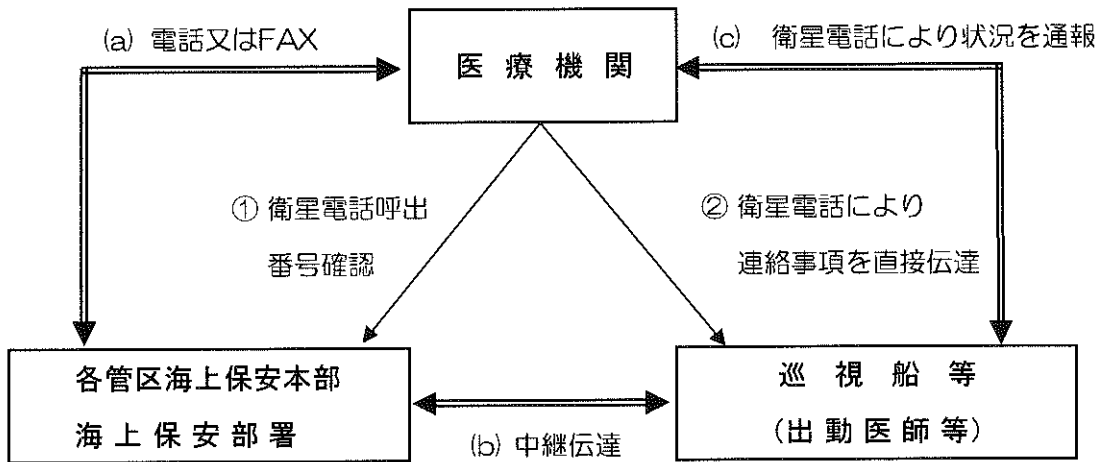 (a) 電話又はFAX
(c) 衛星電話により状況を通報
医療機関
① 衛星電話呼出
番号確認
② 衛星電話により
連絡事項を直接伝達
各管区海上保安本部
海上保安部署
(b) 中継伝達
巡視船等
(出動医師等)